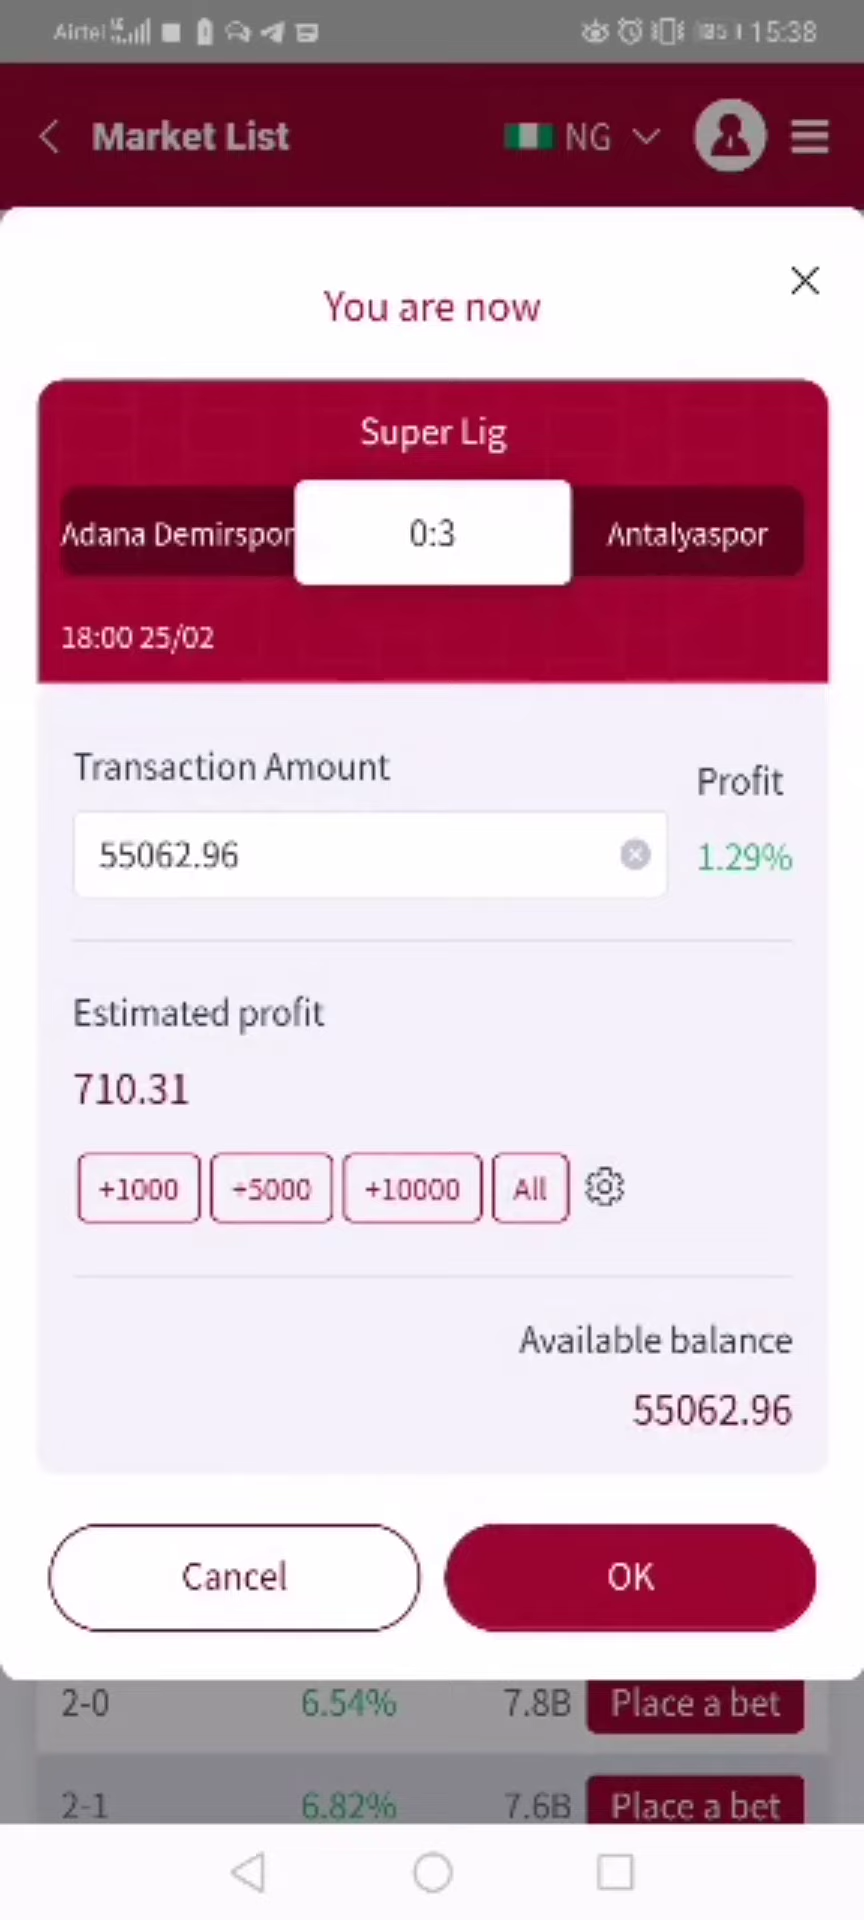 Airtel 15:38
Market List NG
You are now
Super Lig
Adana Demirspor 0:3 Antalyaspor
18:00 25/02
Transaction Amount
Profit
55062.96
1.29%
Estimated profit
710.31
+1000 +5000 +10000 All
Available balance
55062.96
Cancel OK
2-0 6.54% 7.8B Place a bet
2-1 6.82% 7.6B Place a bet